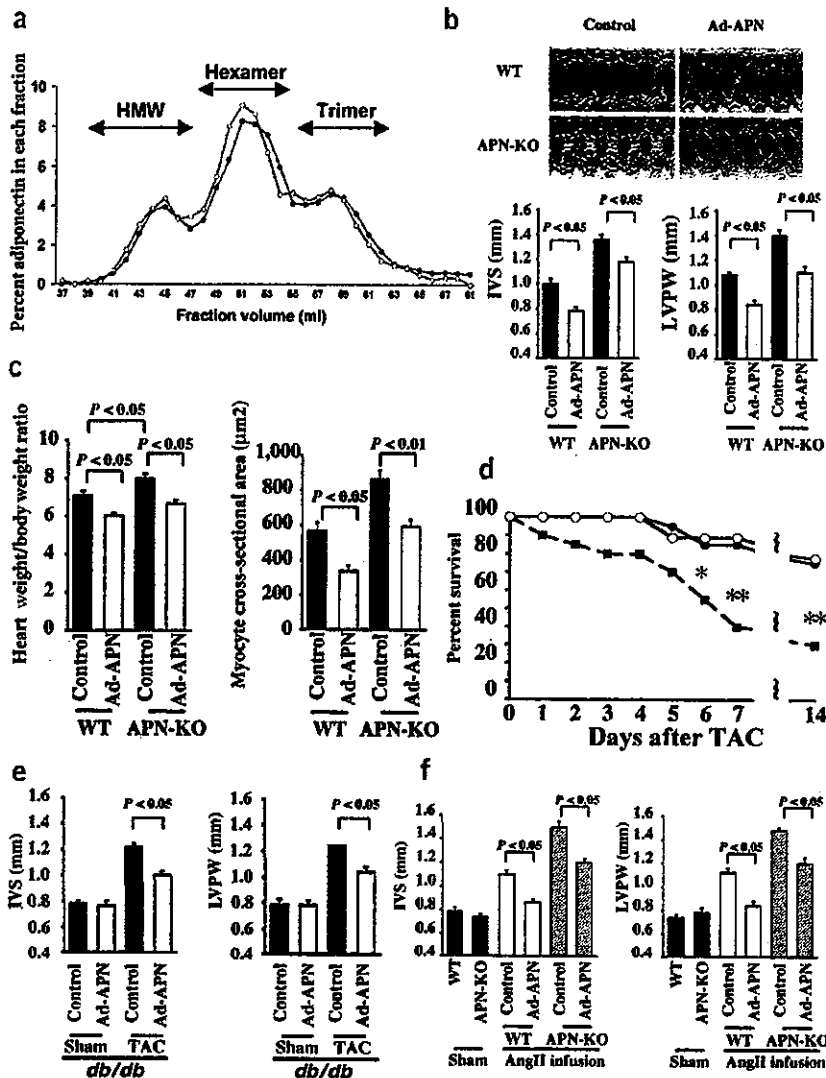 a
Percent adiponectin in each fraction
10
8
6
4
2
0
HMW
Hexamer
Trimer
37 39 41 43 45 47 49 51 53 55 57 59 61 63 65 67 69
Fraction volume (ml)
b
Control
Ad-APN
WT
APN-KO
IVS (mm)
1.6
1.4
1.2
1.0
0.8
0.6
0.4
P < 0.05
P < 0.05
Control
Ad-APN
Control
Ad-APN
WT
APN-KO
LVPW (mm)
1.6
1.4
1.2
1.0
0.8
0.6
0.4
P < 0.05
P < 0.05
Control
Ad-APN
Control
Ad-APN
WT
APN-KO
c
Heart weight/body weight ratio
10
8
6
4
2
0
P < 0.05
P < 0.05
P < 0.05
Control
Ad-APN
Control
Ad-APN
WT
APN-KO
Myocyte cross-sectional area (µm2)
1,000
800
600
400
200
0
P < 0.05
P < 0.01
Control
Ad-APN
Control
Ad-APN
WT
APN-KO
d
Percent survival
100
80
60
40
20
0
*
**
**
0 1 2 3 4 5 6 7 14
Days after TAC
e
IVS (mm)
1.6
1.4
1.2
1.0
0.8
0.6
0.4
P < 0.05
Control
Ad-APN
Control
Ad-APN
Sham
TAC
db/db
LVPW (mm)
1.6
1.4
1.2
1.0
0.8
0.6
0.4
P < 0.05
Control
Ad-APN
Control
Ad-APN
Sham
TAC
db/db
f
IVS (mm)
1.6
1.4
1.2
1.0
0.8
0.6
0.4
P < 0.05
P < 0.05
WT
APN-KO
Control
Ad-APN
Control
Ad-APN
WT APN-KO
Sham AngII infusion
LVPW (mm)
1.6
1.4
1.2
1.0
0.8
0.6
0.4
P < 0.05
P < 0.05
WT
APN-KO
Control
Ad-APN
Control
Ad-APN
WT APN-KO
Sham AngII infusion